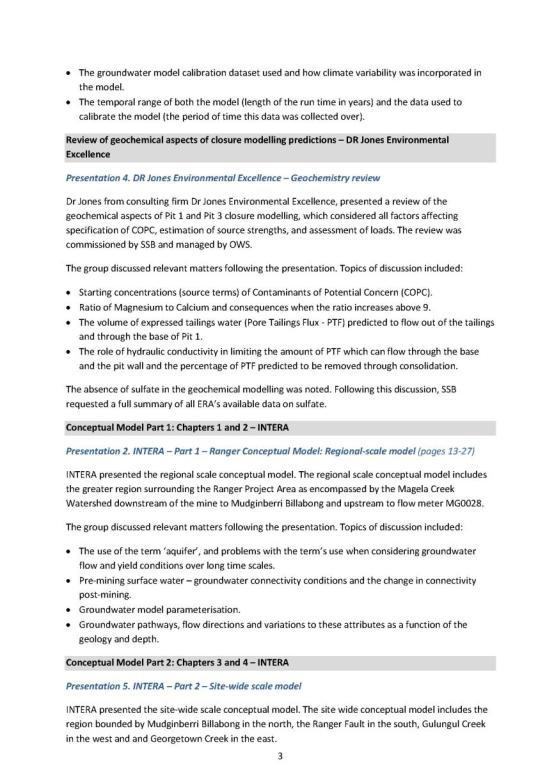 • The groundwater model calibration dataset used and how climate variability was incorporated in
the model.
• The temporal range of both the model (length of the run time in years) and the data used to
calibrate the model (the period of time this data was collected over).
Review of geochemical aspects of closure modelling predictions – DR Jones Environmental
Excellence
Presentation 4. DR Jones Environmental Excellence – Geochemistry review
Dr Jones from consulting firm Dr Jones Environmental Excellence, presented a review of the
geochemical aspects of Pit 1 and Pit 3 closure modelling, which considered all factors affecting
specification of COPC, estimation of source strengths, and assessment of loads. The review was
commissioned by SSB and managed by OWS.
The group discussed relevant matters following the presentation. Topics of discussion included:
• Starting concentrations (source terms) of Contaminants of Potential Concern (COPC).
• Ratio of Magnesium to Calcium and consequences when the ratio increases above 9.
• The volume of expressed tailings water (Pore Tailings Flux - PTF) predicted to flow out of the tailings
and through the base of Pit 1.
• The role of hydraulic conductivity in limiting the amount of PTF which can flow through the base
and the pit wall and the percentage of PTF predicted to be removed through consolidation.
The absence of sulfate in the geochemical modelling was noted. Following this discussion, SSB
requested a full summary of all ERA's available data on sulfate.
Conceptual Model Part 1: Chapters 1 and 2 – INTERA
Presentation 2. INTERA – Part 1 – Ranger Conceptual Model: Regional-scale model (pages 13-27)
INTERA presented the regional scale conceptual model. The regional scale conceptual model includes
the greater region surrounding the Ranger Project Area as encompassed by the Magela Creek
Watershed downstream of the mine to Mudginberri Billabong and upstream to flow meter MG0028.
The group discussed relevant matters following the presentation. Topics of discussion included:
• The use of the term 'aquifer', and problems with the term's use when considering groundwater
flow and yield conditions over long time scales.
• Pre-mining surface water – groundwater connectivity conditions and the change in connectivity
post-mining.
• Groundwater model parameterisation.
• Groundwater pathways, flow directions and variations to these attributes as a function of the
geology and depth.
Conceptual Model Part 2: Chapters 3 and 4 – INTERA
Presentation 5. INTERA – Part 2 – Site-wide scale model
INTERA presented the site-wide scale conceptual model. The site wide conceptual model includes the
region bounded by Mudginberri Billabong in the north, the Ranger Fault in the south, Gulungul Creek
in the west and and Georgetown Creek in the east.
3